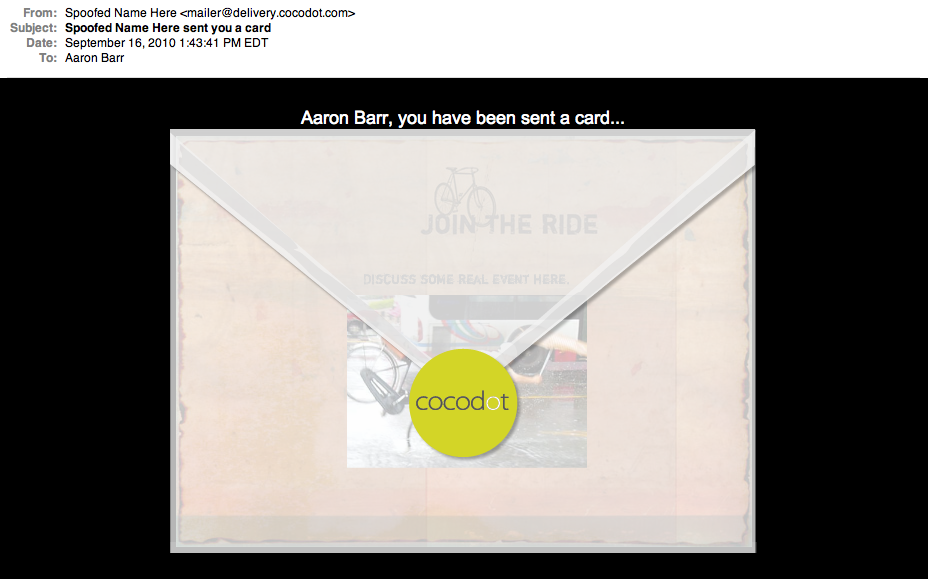 From: Spoofed Name Here <mailer@delivery.cocodot.com>
Subject: Spoofed Name Here sent you a card
Date: September 16, 2010 1:43:41 PM EDT
To: Aaron Barr
Aaron Barr, you have been sent a card...
JOIN THE RIDE
DISCUSS SOME REAL EVENT HERE.
cocodot